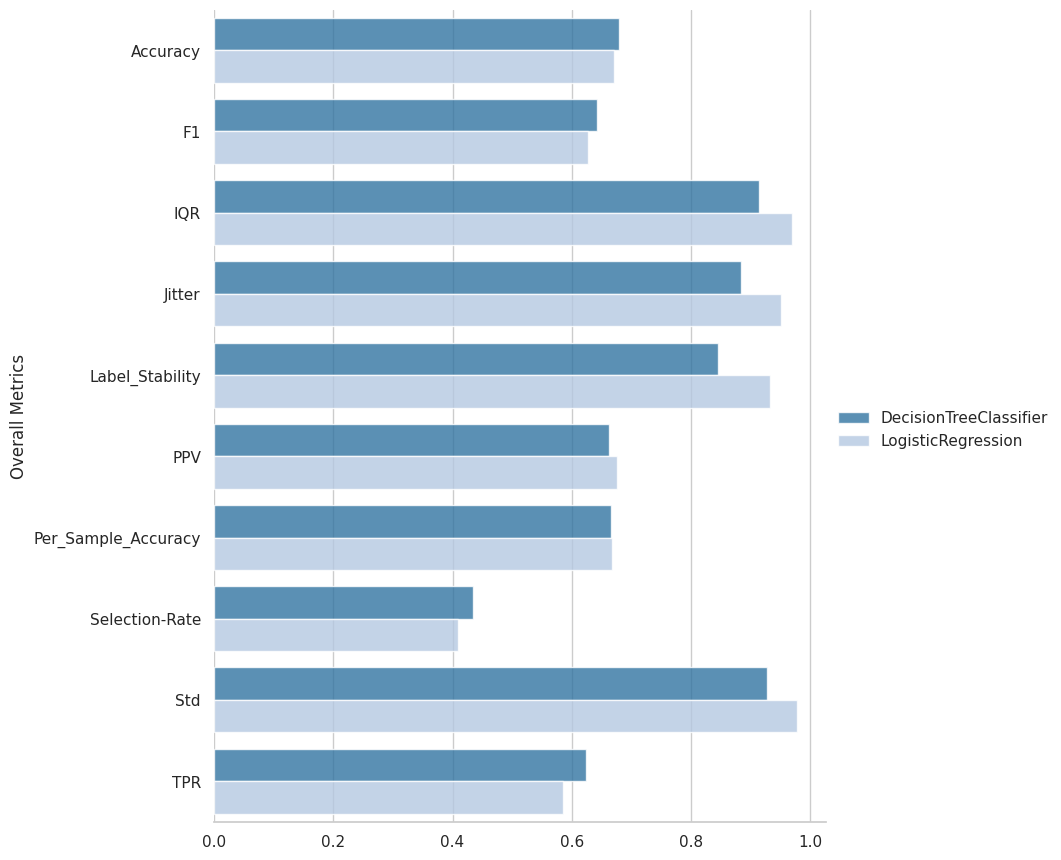 Overall Metrics
Accuracy
F1
IQR
Jitter
Label_Stability
PPV
Per_Sample_Accuracy
Selection-Rate
Std
TPR
0.0 0.2 0.4 0.6 0.8 1.0
DecisionTreeClassifier
LogisticRegression